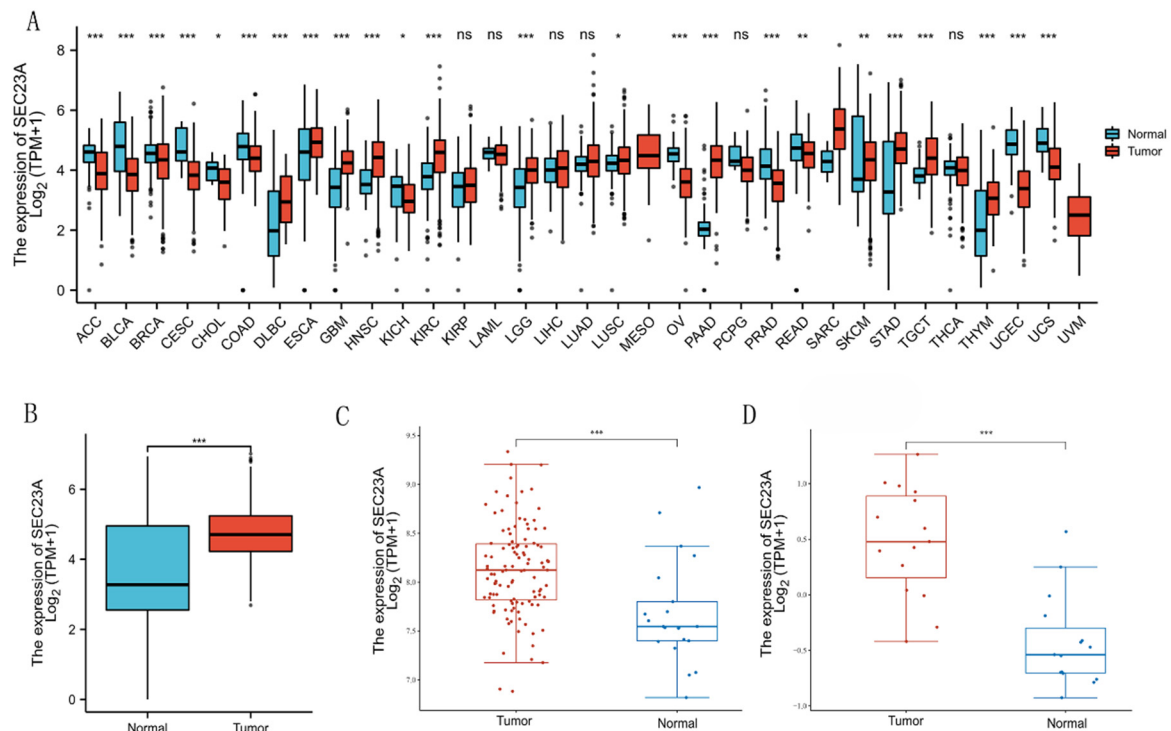 A
*** *** *** *** * *** *** *** *** *** * *** ns ns *** ns ns * *** *** ns *** ** ** *** *** ns *** *** ***
The expression of SEC23A
Log2 (TPM+1)
8
6
4
2
0
Normal
Tumor
ACC BLCA BRCA CESC CHOL COAD DLBC ESCA GBM HNSC KICH KIRC KIRP LAML LGG LIHC LUAD LUSC MESO OV PAAD PCPG PRAD READ SARC SKCM STAD TGCT THCA THYM UCEC UCS UVM
B
***
The expression of SEC23A
Log2 (TPM+1)
6
4
2
0
Normal Tumor
C
***
The expression of SEC23A
Log2 (TPM+1)
9.5
9.0
8.5
8.0
7.5
7.0
Tumor Normal
D
***
The expression of SEC23A
Log2 (TPM+1)
1.0
0.5
0.0
-0.5
-1.0
Tumor Normal